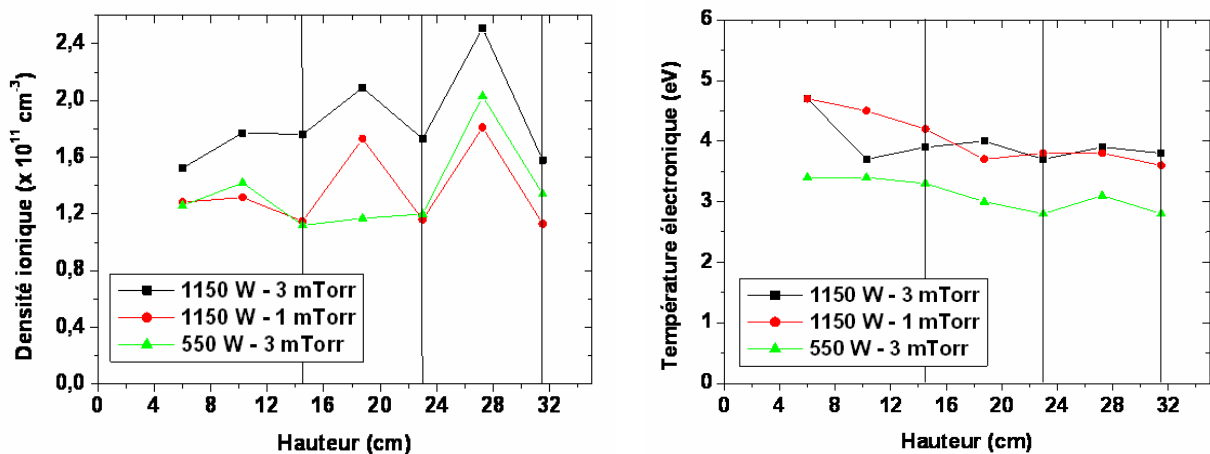 Densité ionique (x 10¹¹ cm⁻³)
2,4
2,0
1,6
1,2
0,8
0,4
0,0
1150 W - 3 mTorr
1150 W - 1 mTorr
550 W - 3 mTorr
0 4 8 12 16 20 24 28 32
Hauteur (cm)
Température électronique (eV)
6
5
4
3
2
1
0
1150 W - 3 mTorr
1150 W - 1 mTorr
550 W - 3 mTorr
0 4 8 12 16 20 24 28 32
Hauteur (cm)